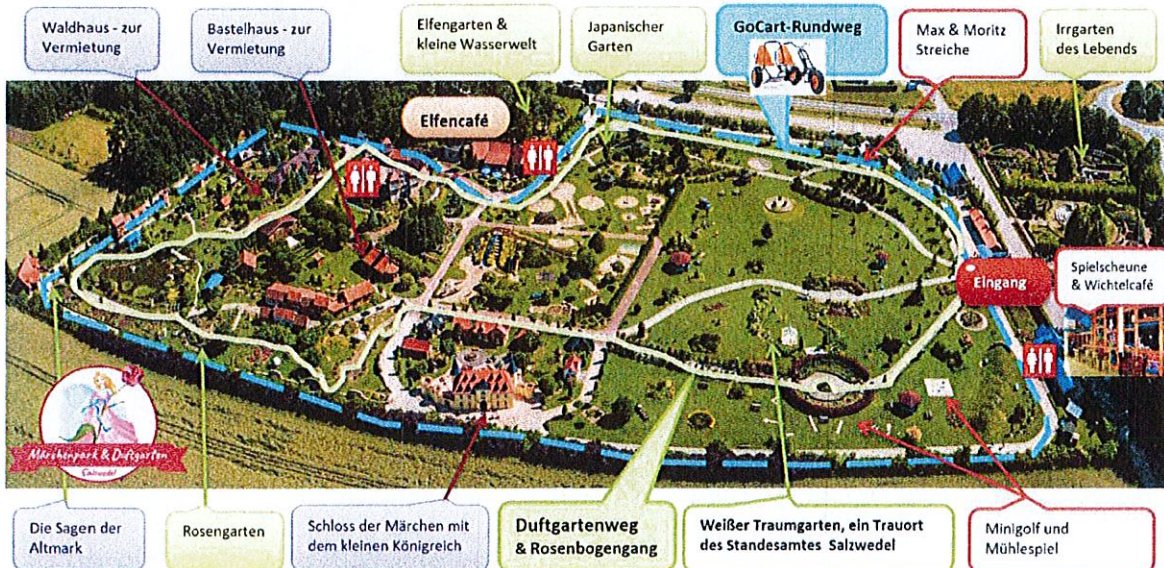 Waldhaus - zur
Vermietung
Bastelhaus - zur
Vermietung
Elfengarten &
kleine Wasserwelt
Japanischer
Garten
GoCart-Rundweg
Max & Moritz
Streiche
Irrgarten
des Lebends
Elfencafé
Eingang
Spielscheune
& Wichtelcafé
Märchenpark & Duftgarten
Salzwedel
Die Sagen der
Altmark
Rosengarten
Schloss der Märchen mit
dem kleinen Königreich
Duftgartenweg
& Rosenbogengang
Weißer Traumgarten, ein Trauort
des Standesamtes Salzwedel
Minigolf und
Mühlespiel